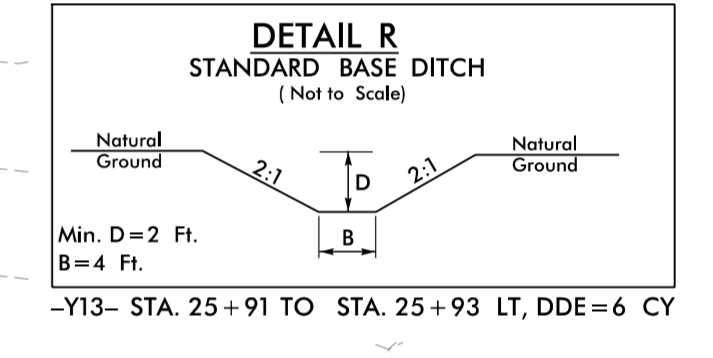 DETAIL R
STANDARD BASE DITCH
( Not to Scale)
Natural
Ground
2:1
D
2:1
Natural
Ground
Min. D=2 Ft.
B
B=4 Ft.
-Y13- STA. 25+91 TO STA. 25+93 LT, DDE=6 CY